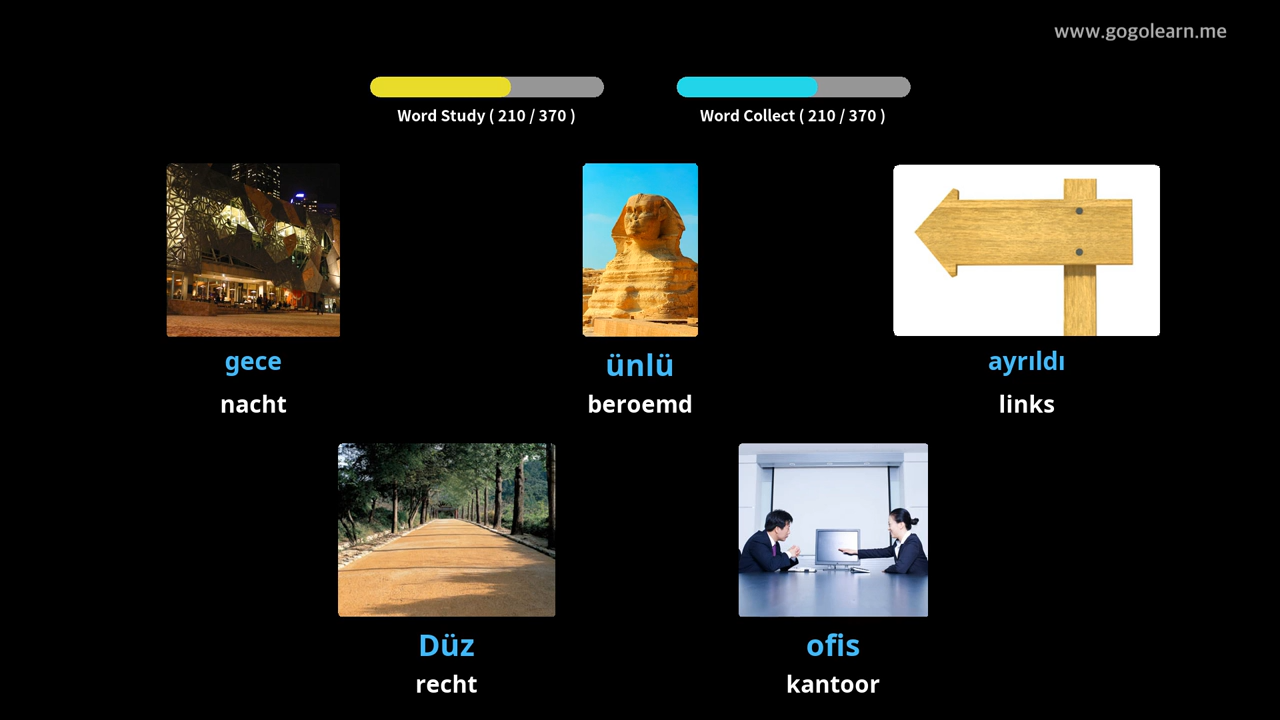 www.gogolearn.me
Word Study ( 210 / 370 )
Word Collect ( 210 / 370 )
gece
nacht
ünlü
beroemd
ayrıldı
links
Düz
recht
ofis
kantoor